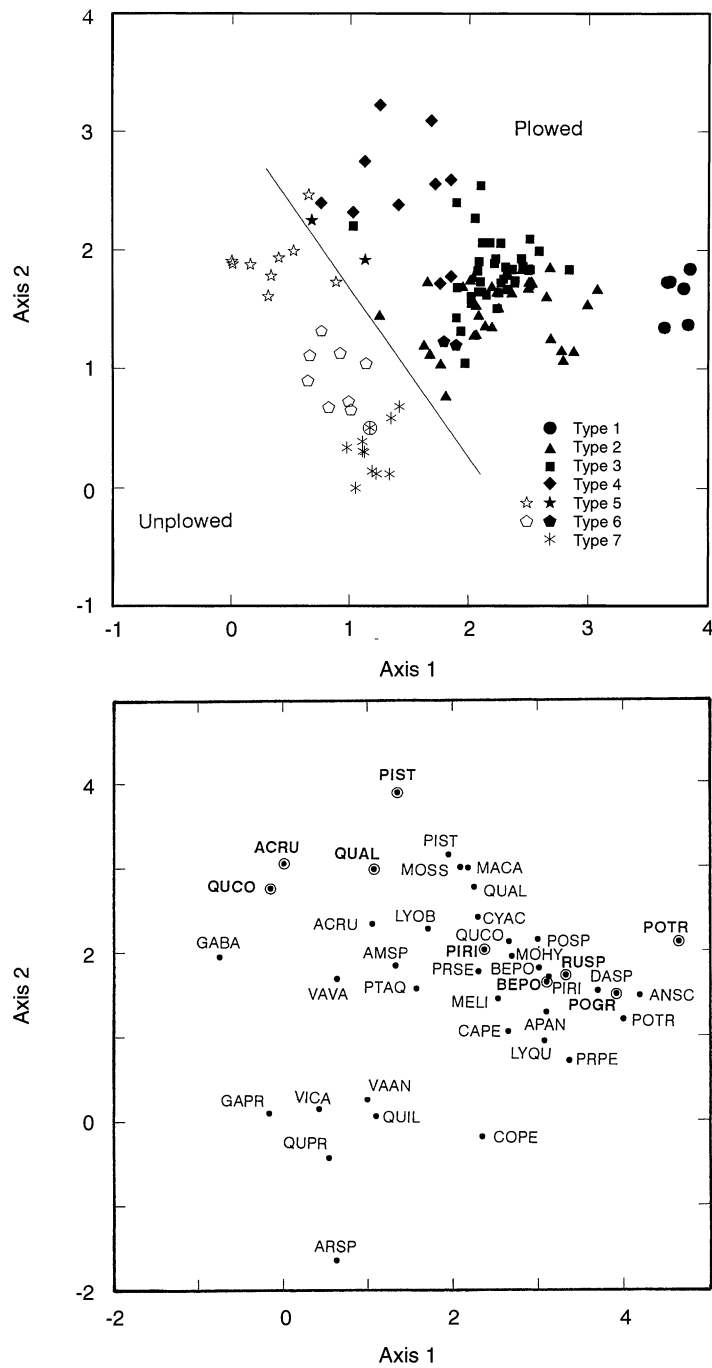 4
Plowed
3
2
Axis 2
1
Type 1
Type 2
Type 3
Type 4
Type 5
Type 6
Type 7
0
Unplowed
-1
-1 0 1 2 3 4
Axis 1
4
PIST
PIST
ACRU QUAL
MOSS MACA
QUCO QUAL
ACRU LYOB CYAC
QUCO POSP POTR
GABA
2
AMSP PIRI MOHY RUSP
PRSE BEPO DASP
VAVA PTAQ BEPO PIRI ANSC
MELI POGR
CAPE APAN POTR
LYQU PRPE
Axis 2
GAPR VICA VAAN
QUIL
0
QUPR COPE
ARSP
-2
-2 0 2 4
Axis 1